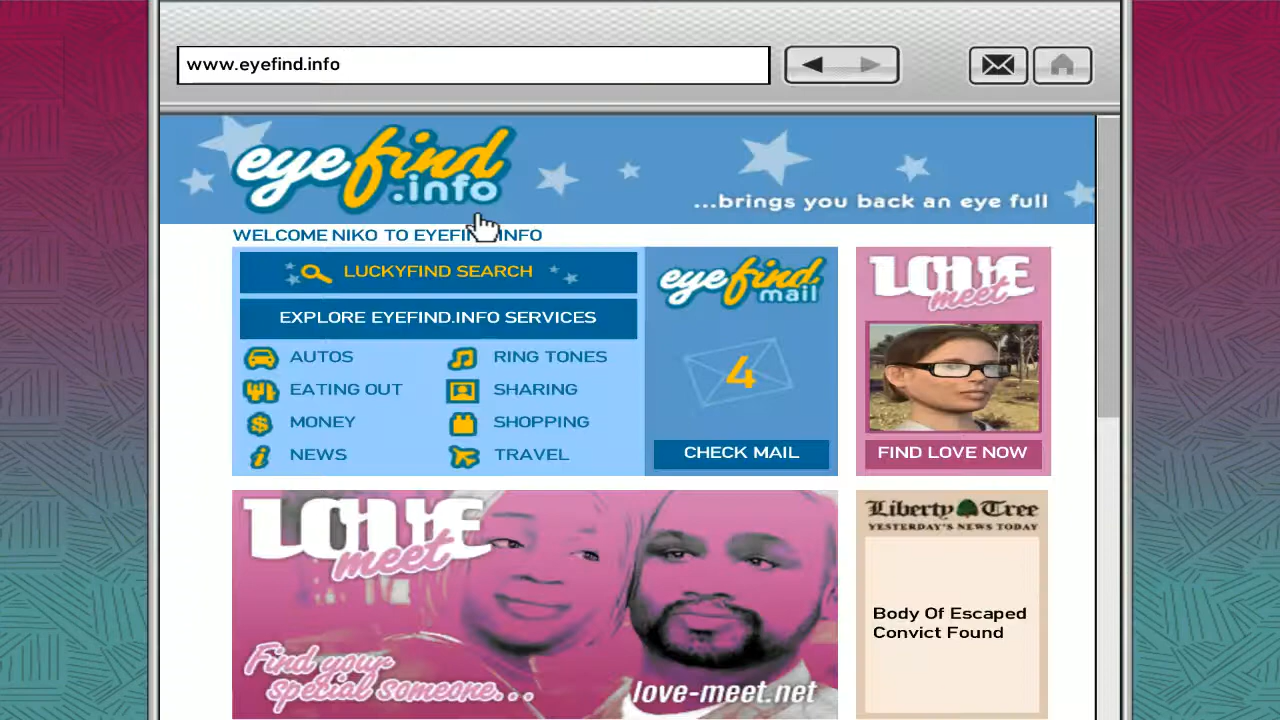 www.eyefind.info
eyefind
.info
...brings you back an eye full
WELCOME NIKO TO EYEFIND.INFO
LUCKYFIND SEARCH
EXPLORE EYEFIND.INFO SERVICES
AUTOS
RING TONES
EATING OUT
SHARING
MONEY
SHOPPING
NEWS
TRAVEL
eyefind
mail
4
CHECK MAIL
LOVE
meet
FIND LOVE NOW
LOVE
meet
Find your
special someone...
love-meet.net
Liberty Tree
YESTERDAY'S NEWS TODAY
Body Of Escaped
Convict Found